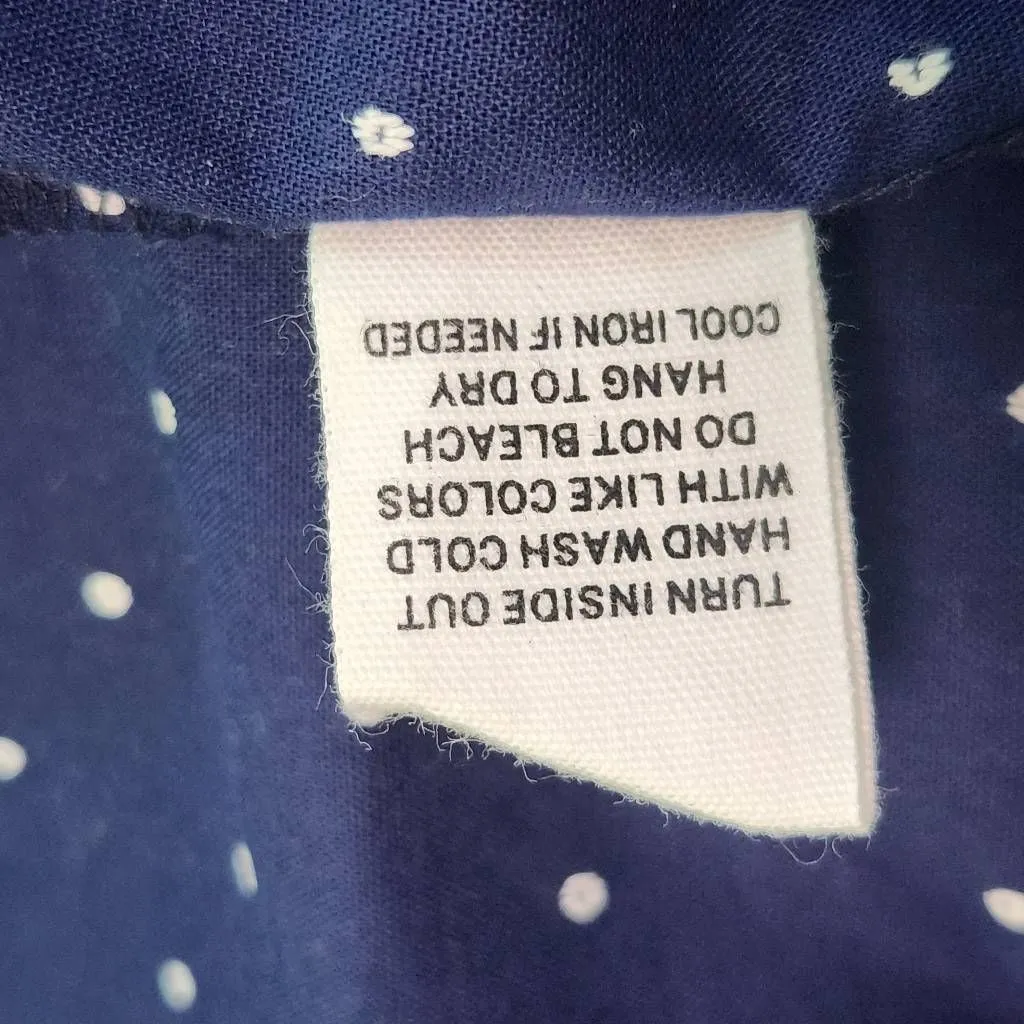 TURN INSIDE OUT
HAND WASH COLD
WITH LIKE COLORS
DO NOT BLEACH
HANG TO DRY
COOL IRON IF NEEDED